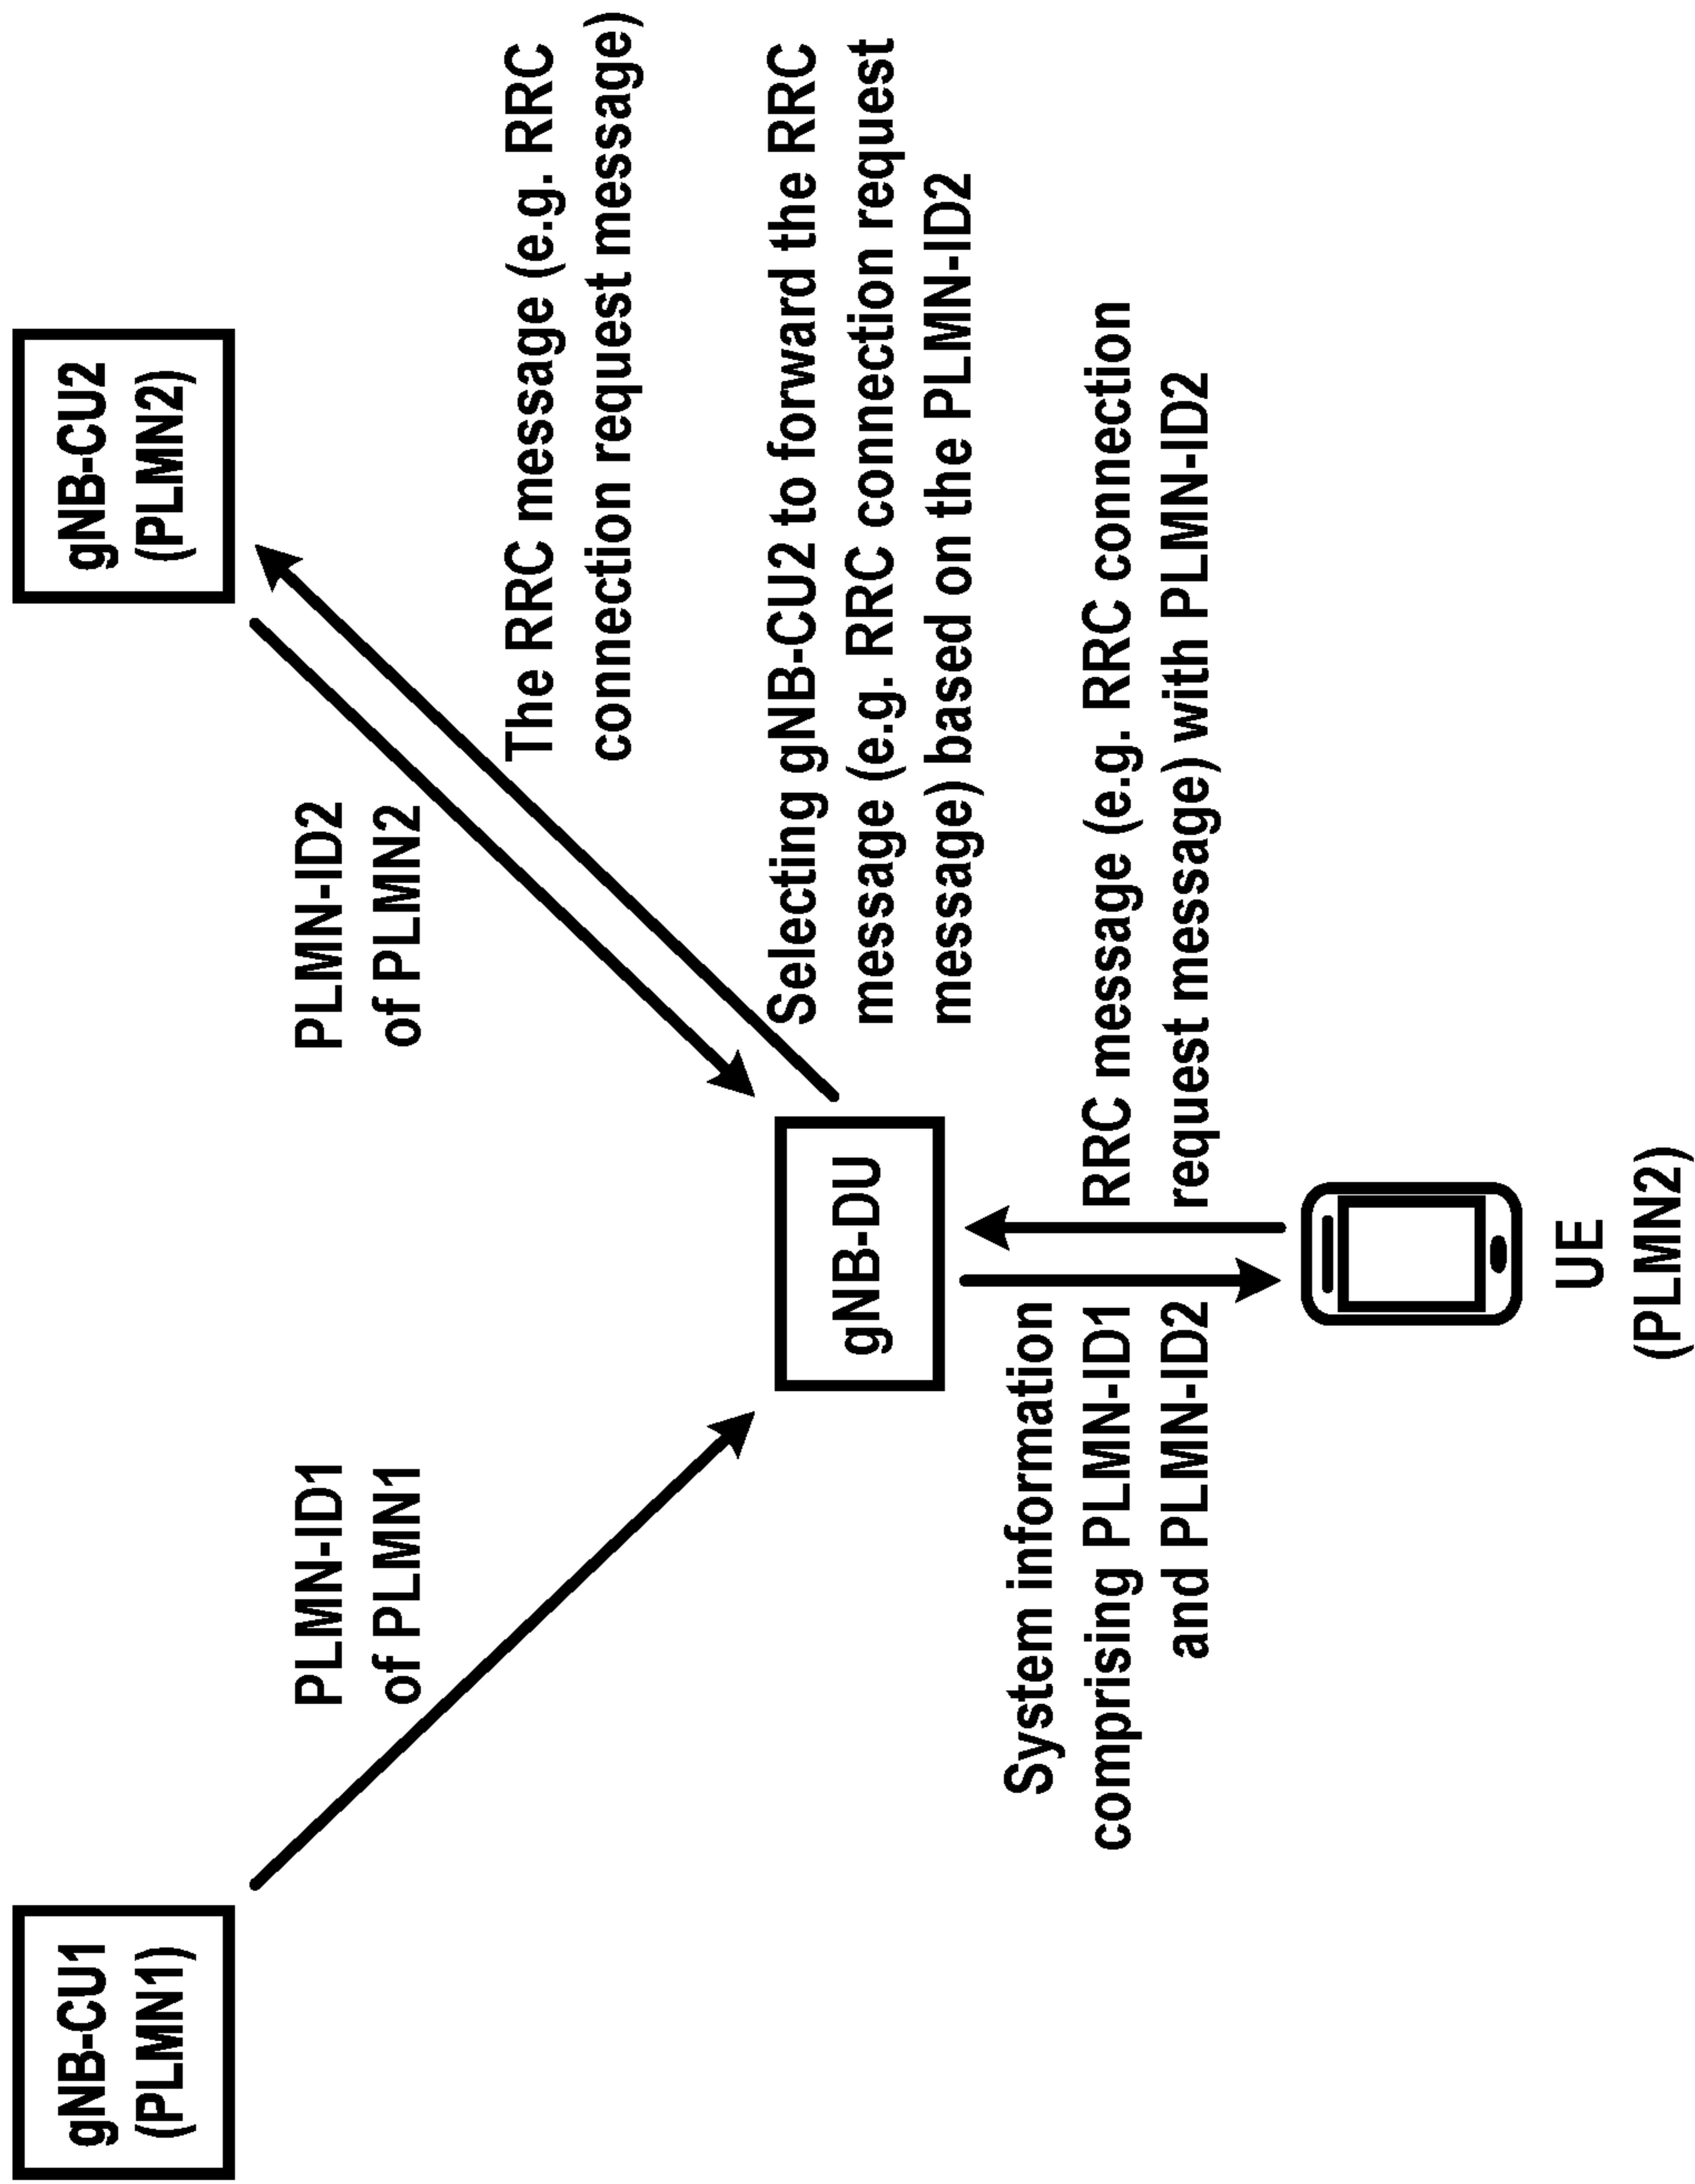 gNB-CU1
(PLMN1)
gNB-CU2
(PLMN2)
PLMN-ID1
of PLMN1
PLMN-ID2
of PLMN2
The RRC message (e.g. RRC
connection request message)
gNB-DU
Selecting gNB-CU2 to forward the RRC
message (e.g. RRC connection request
message) based on the PLMN-ID2
System information
comprising PLMN-ID1
and PLMN-ID2
RRC message (e.g. RRC connection
request message) with PLMN-ID2
UE
(PLMN2)